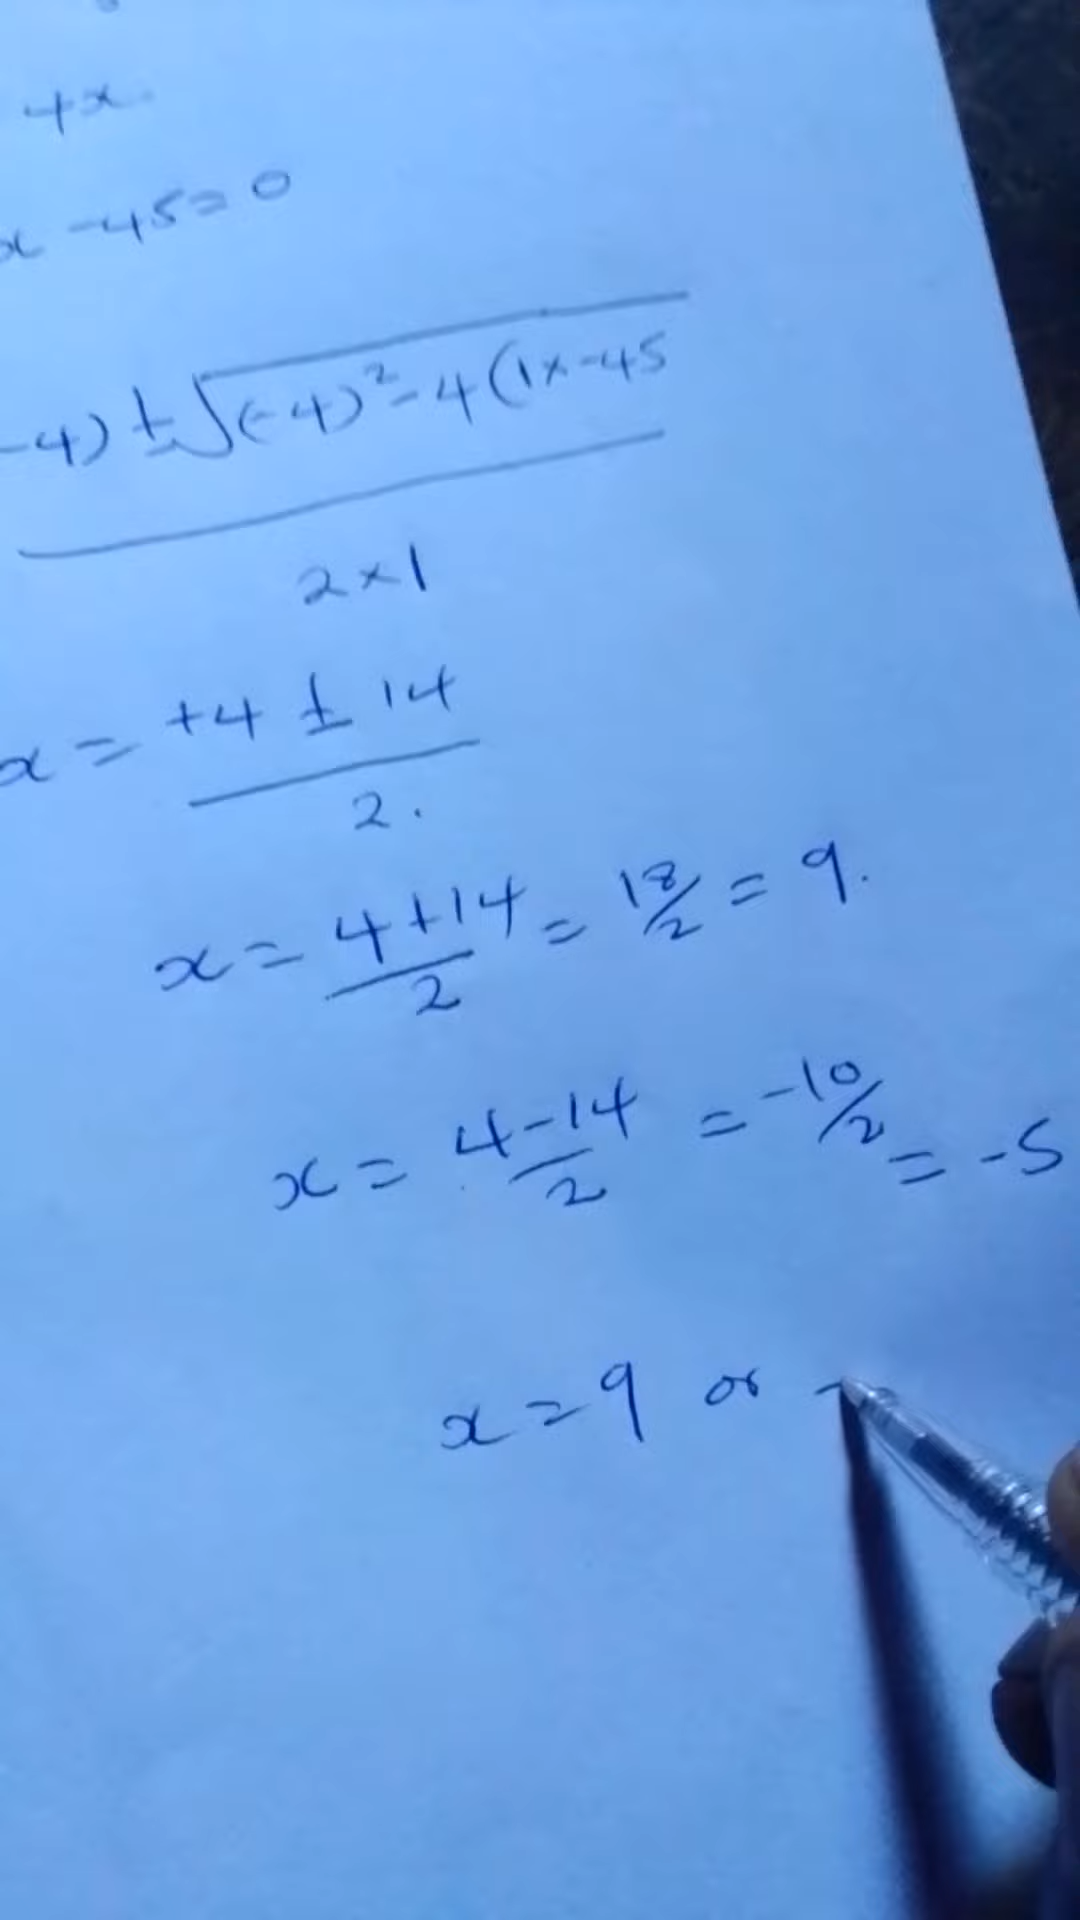 4x
x -45=0
-4) ± √(-4)² - 4(1x-45
2×1
x = +4 ± 14
2.
x = 4+14/2 = 18/2 = 9.
x = 4-14/2 = -10/2 = -5
x = 9 or -